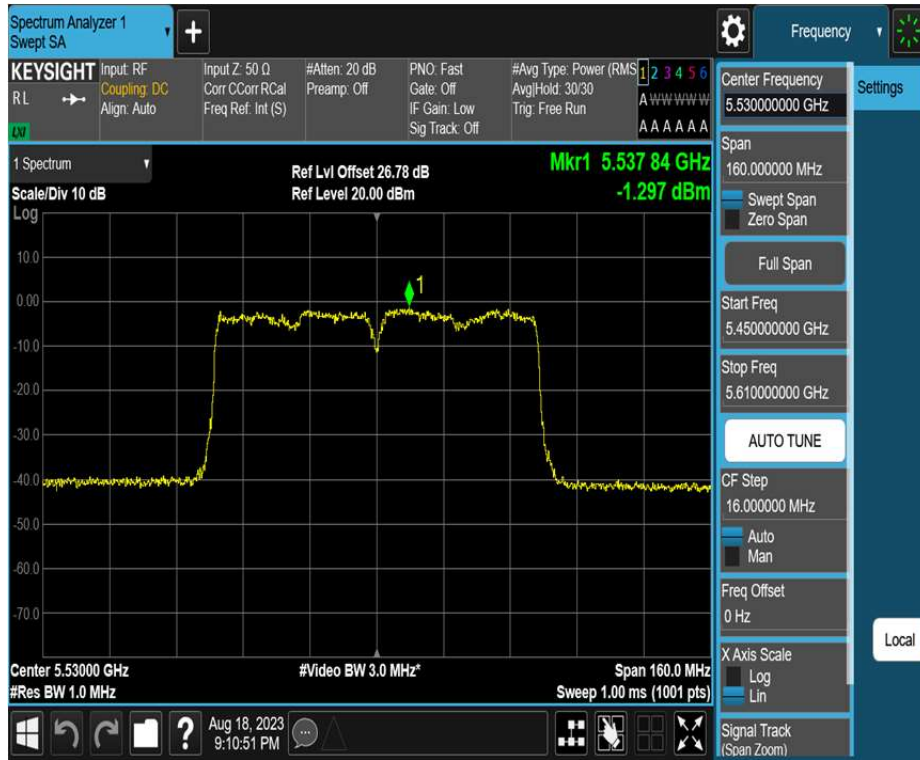 Spectrum Analyzer 1
Swept SA
+
Frequency
KEYSIGHT
RL
LXI
Input: RF
Coupling: DC
Align: Auto
Input Z: 50 Ω
Corr CCorr RCal
Freq Ref: Int (S)
#Atten: 20 dB
Preamp: Off
PNO: Fast
Gate: Off
IF Gain: Low
Sig Track: Off
#Avg Type: Power (RMS
Avg|Hold: 30/30
Trig: Free Run
1 2 3 4 5 6
A W W W W W
A A A A A A
Center Frequency
5.530000000 GHz
Settings
Span
160.000000 MHz
Swept Span
Zero Span
Full Span
Start Freq
5.450000000 GHz
Stop Freq
5.610000000 GHz
AUTO TUNE
CF Step
16.000000 MHz
Auto
Man
Freq Offset
0 Hz
X Axis Scale
Log
Lin
Local
Signal Track
(Span Zoom)
1 Spectrum
Scale/Div 10 dB
Ref Lvl Offset 26.78 dB
Ref Level 20.00 dBm
Mkr1 5.537 84 GHz
-1.297 dBm
Log
10.0
0.00
-10.0
-20.0
-30.0
-40.0
-50.0
-60.0
-70.0
1
Center 5.53000 GHz
#Res BW 1.0 MHz
#Video BW 3.0 MHz*
Span 160.0 MHz
Sweep 1.00 ms (1001 pts)
?
Aug 18, 2023
9:10:51 PM